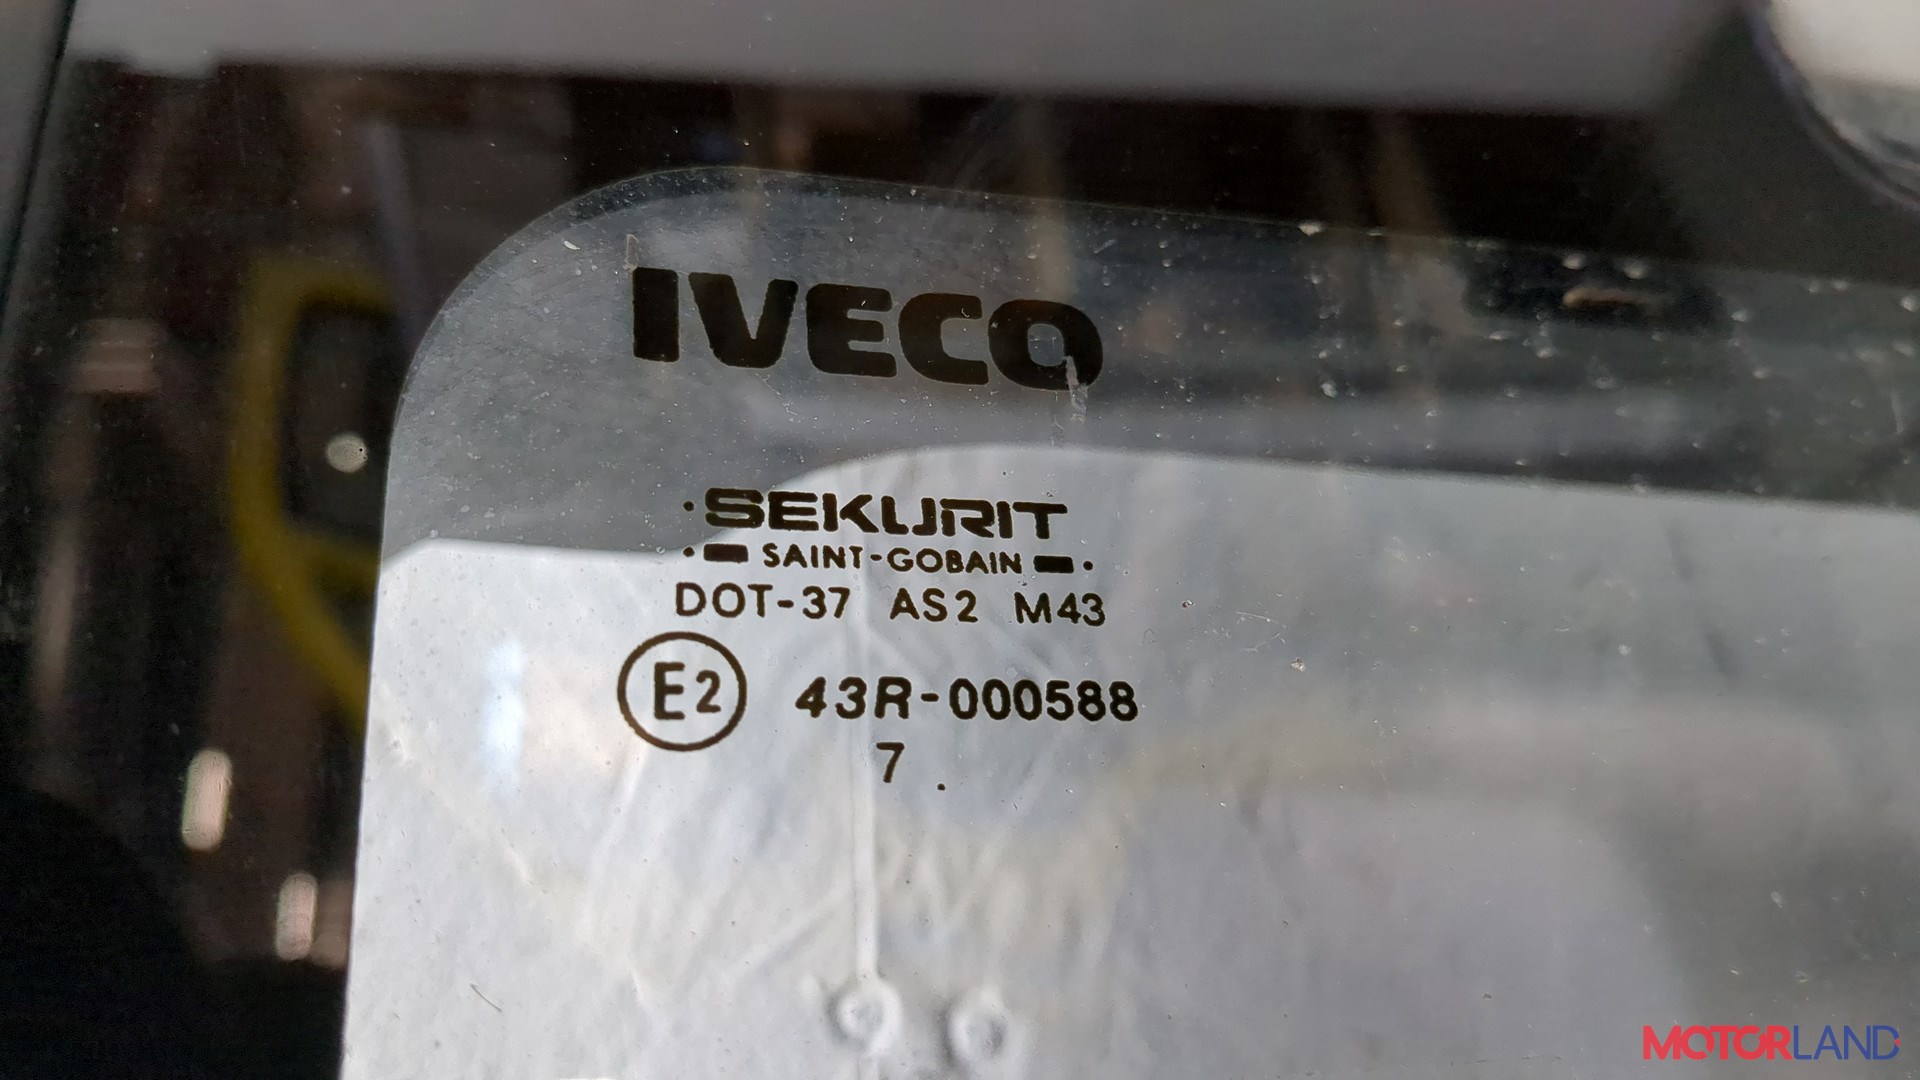 IVECO
SEKURIT
SAINT-GOBAIN
DOT-37 AS2 M43
E2 43R-000588
7 .
MOTORLAND